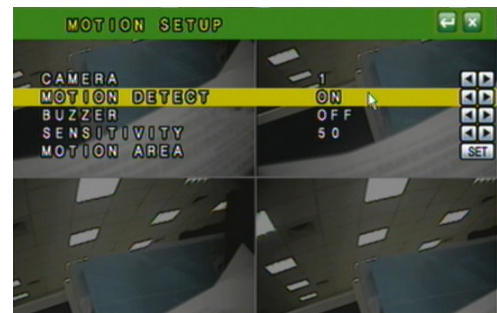 MOTION SETUP
CAMERA 1
MOTION DETECT ON
BUZZER OFF
SENSITIVITY 50
MOTION AREA SET